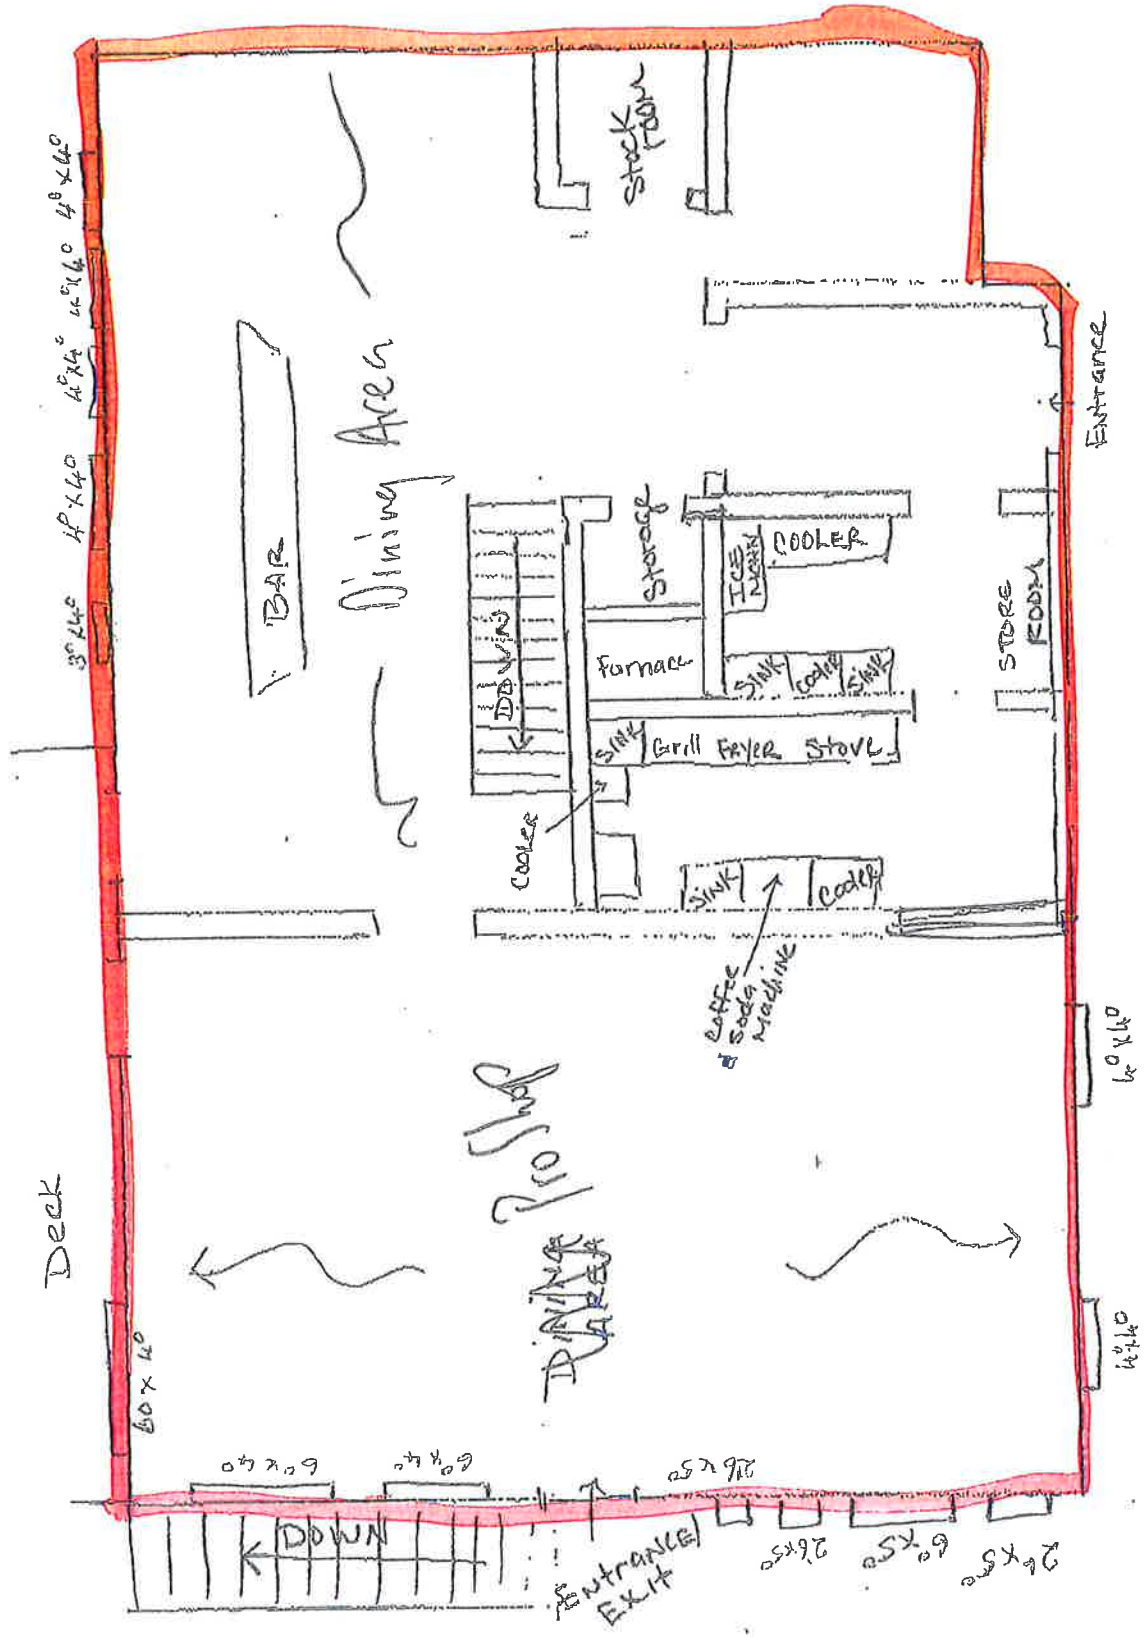 4⁰ x 4⁰
4⁰ x 4⁰
4⁰ x 4⁰
4⁰ x 4⁰
3⁰ x 4⁰
Stock
room
BAR
Dining Area
DOWN
Storage
Furnace
ICE
COOLER
SINK
Cooler
SINK
STORE
ROOM
Entrance
SINK
Grill FRYER Stove
COOLER
SINK
Cooler
Coffee
Soda
Machine
Deck
Pro Shop
DINING
AREA
6⁰ x 4⁰
6⁰ x 4⁰
6⁰ x 4⁰
4⁰ x 4⁰
4⁰ x 4⁰
2⁶ x 5⁰
2⁶ x 5⁰
6⁰ x 5⁰
2⁶ x 5⁰
DOWN
ENTRANCE/
EXIT